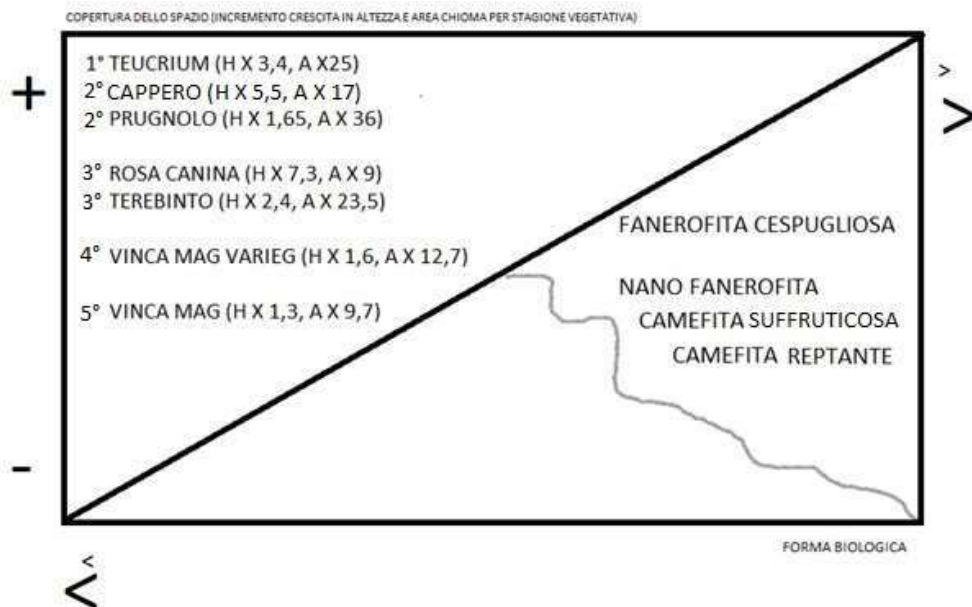 COPERTURA DELLO SPAZIO (INCREMENTO CRESCITA IN ALTEZZA E AREA CHIOMA PER STAGIONE VEGETATIVA)
+
1° TEUCRIUM (H X 3,4, A X25)
2° CAPPERO (H X 5,5, A X 17)
2° PRUGNOLO (H X 1,65, A X 36)
3° ROSA CANINA (H X 7,3, A X 9)
3° TEREBINTO (H X 2,4, A X 23,5)
4° VINCA MAG VARIEG (H X 1,6, A X 12,7)
5° VINCA MAG (H X 1,3, A X 9,7)
>
>
FANEROFITA CESPUGLIOSA
NANO FANEROFITA
CAMEFITA SUFFRUTICOSA
CAMEFITA REPTANTE
-
FORMA BIOLOGICA
<
<